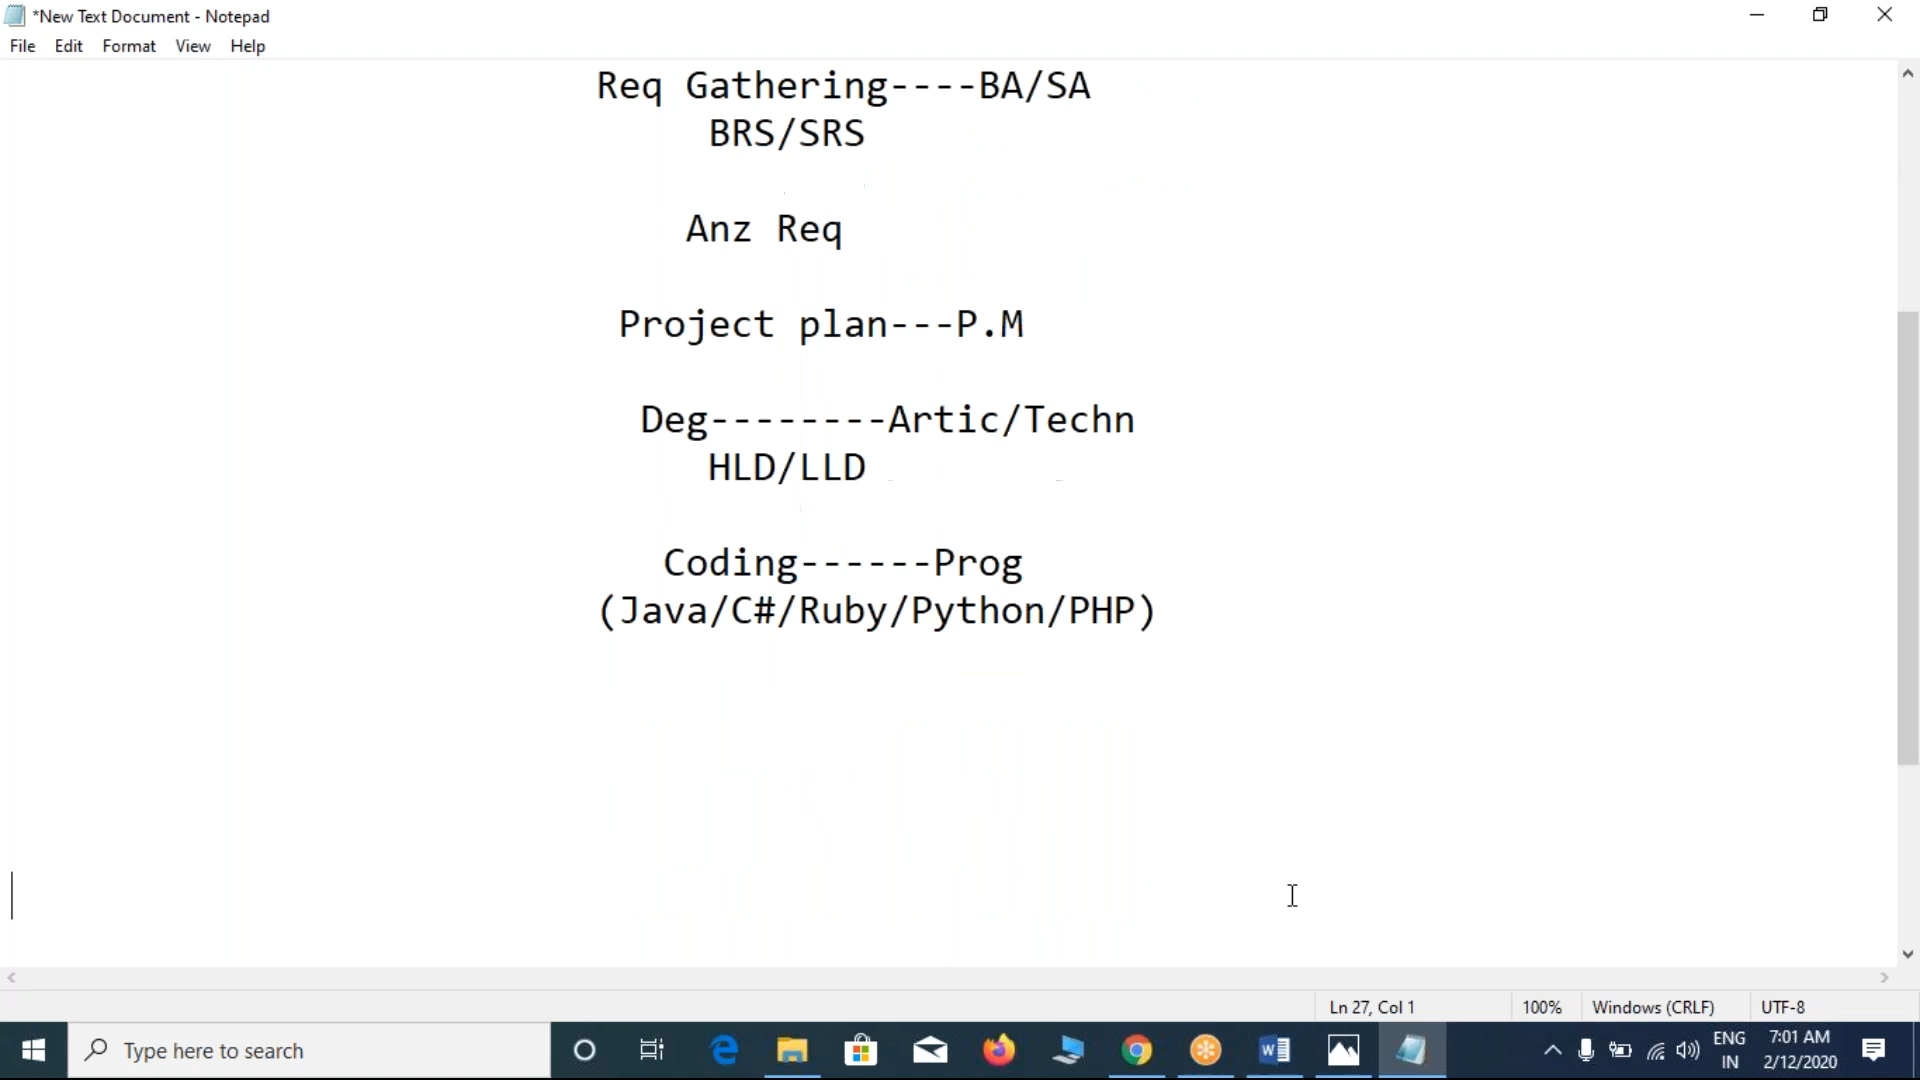 *New Text Document - Notepad
File Edit Format View Help
Req Gathering----BA/SA
BRS/SRS
Anz Req
Project plan---P.M
Deg--------Artic/Techn
HLD/LLD
Coding------Prog
(Java/C#/Ruby/Python/PHP)
Ln 27, Col 1 100% Windows (CRLF) UTF-8
Type here to search
ENG 7:01 AM
IN 2/12/2020